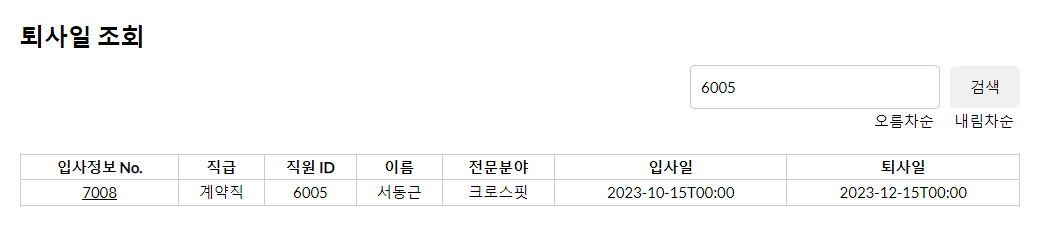 퇴사일 조회
6005 검색
오름차순 내림차순
입사정보 No. 직급 직원 ID 이름 전문분야 입사일 퇴사일
7008 계약직 6005 서동근 크로스핏 2023-10-15T00:00 2023-12-15T00:00